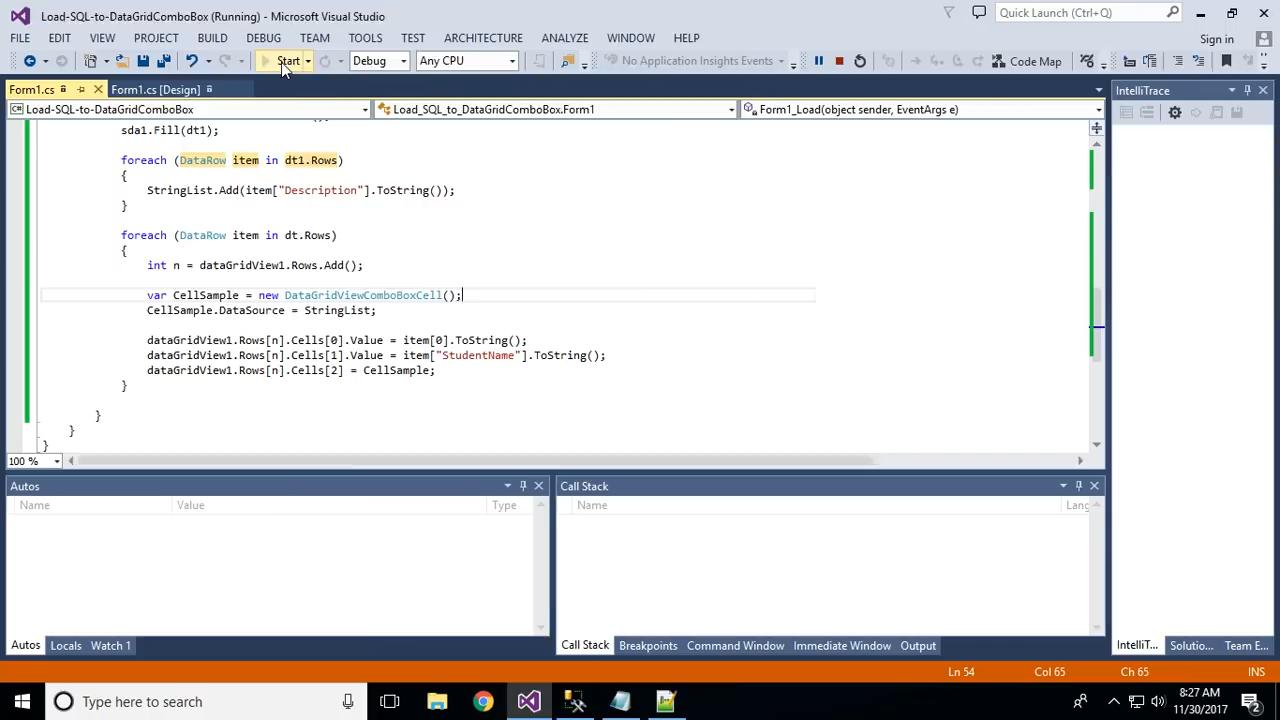 Load-SQL-to-DataGridComboBox (Running) - Microsoft Visual Studio
Quick Launch (Ctrl+Q)
FILE EDIT VIEW PROJECT BUILD DEBUG TEAM TOOLS TEST ARCHITECTURE ANALYZE WINDOW HELP
Sign in
Start Debug Any CPU No Application Insights Events Code Map
Form1.cs Form1.cs [Design]
IntelliTrace
Load-SQL-to-DataGridComboBox Load_SQL_to_DataGridComboBox.Form1 Form1_Load(object sender, EventArgs e)
sda1.Fill(dt1);
foreach (DataRow item in dt1.Rows)
{
StringList.Add(item["Description"].ToString());
}
foreach (DataRow item in dt.Rows)
{
int n = dataGridView1.Rows.Add();
var CellSample = new DataGridViewComboBoxCell();
CellSample.DataSource = StringList;
dataGridView1.Rows[n].Cells[0].Value = item[0].ToString();
dataGridView1.Rows[n].Cells[1].Value = item["StudentName"].ToString();
dataGridView1.Rows[n].Cells[2] = CellSample;
}
}
}
}
100 %
Autos
Name Value Type
Call Stack
Name Lang
Autos Locals Watch 1
Call Stack Breakpoints Command Window Immediate Window Output
IntelliT... Solutio... Team E...
Ln 54 Col 65 Ch 65 INS
Type here to search
8:27 AM
11/30/2017
2